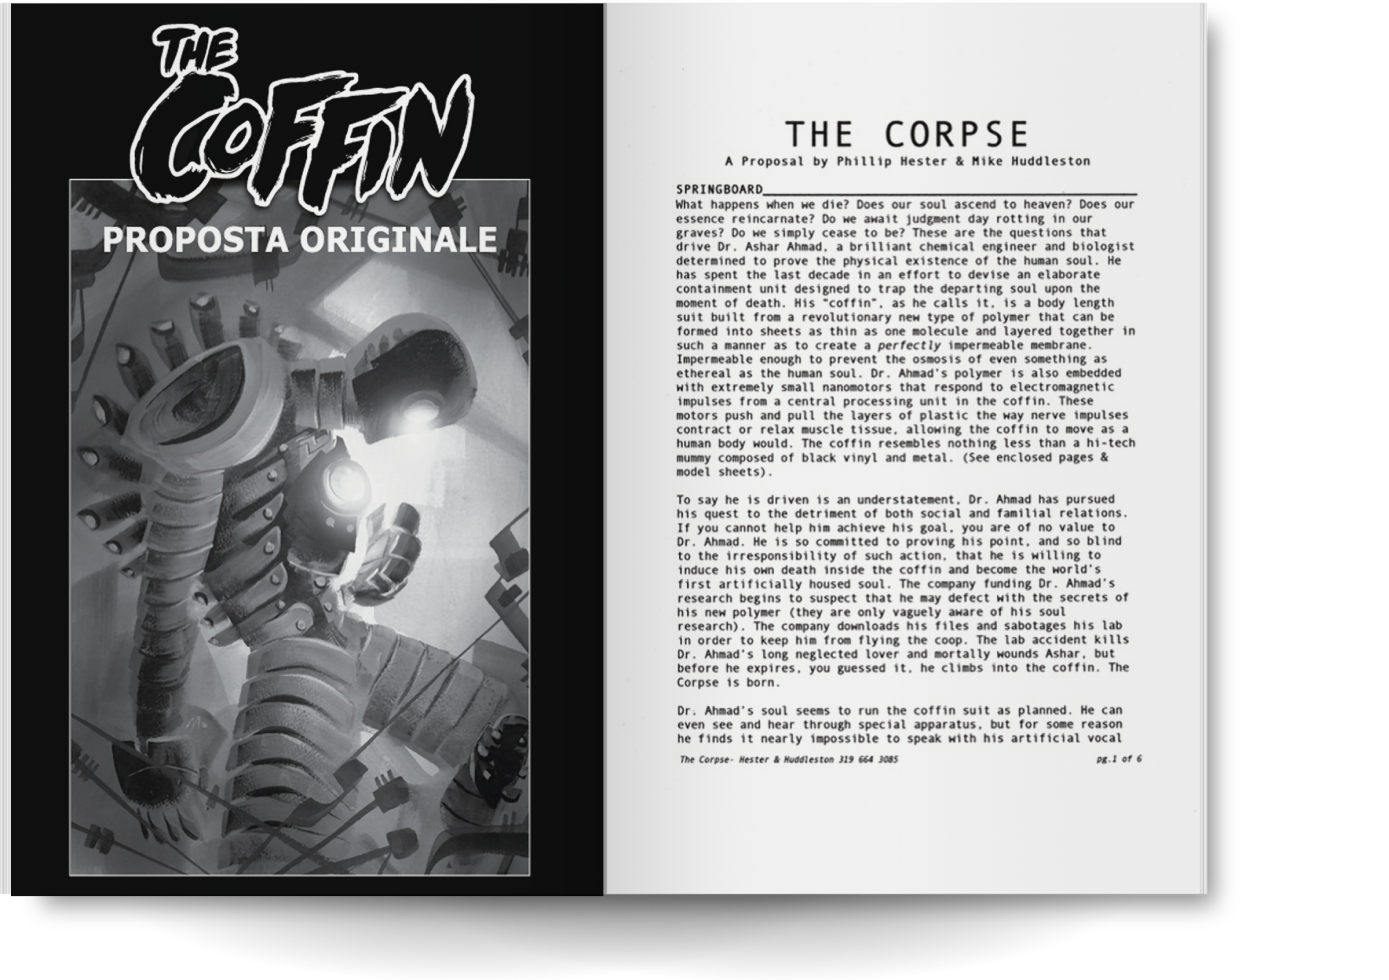 THE
COFFIN
PROPOSTA ORIGINALE
THE CORPSE
A Proposal by Phillip Hester & Mike Huddleston
SPRINGBOARD
What happens when we die? Does our soul ascend to heaven? Does our
essence reincarnate? Do we await judgment day rotting in our
graves? Do we simply cease to be? These are the questions that
drive Dr. Ashar Ahmad, a brilliant chemical engineer and biologist
determined to prove the physical existence of the human soul. He
has spent the last decade in an effort to devise an elaborate
containment unit designed to trap the departing soul upon the
moment of death. His "coffin", as he calls it, is a body length
suit built from a revolutionary new type of polymer that can be
formed into sheets as thin as one molecule and layered together in
such a manner as to create a perfectly impermeable membrane.
Impermeable enough to prevent the osmosis of even something as
ethereal as the human soul. Dr. Ahmad's polymer is also embedded
with extremely small nanomotors that respond to electromagnetic
impulses from a central processing unit in the coffin. These
motors push and pull the layers of plastic the way nerve impulses
contract or relax muscle tissue, allowing the coffin to move as a
human body would. The coffin resembles nothing less than a hi-tech
mummy composed of black vinyl and metal. (See enclosed pages &
model sheets).
To say he is driven is an understatement, Dr. Ahmad has pursued
his quest to the detriment of both social and familial relations.
If you cannot help him achieve his goal, you are of no value to
Dr. Ahmad. He is so committed to proving his point, and so blind
to the irresponsibility of such action, that he is willing to
induce his own death inside the coffin and become the world's
first artificially housed soul. The company funding Dr. Ahmad's
research begins to suspect that he may defect with the secrets of
his new polymer (they are only vaguely aware of his soul
research). The company downloads his files and sabotages his lab
in order to keep him from flying the coop. The lab accident kills
Dr. Ahmad's long neglected lover and mortally wounds Ashar, but
before he expires, you guessed it, he climbs into the coffin. The
Corpse is born.
Dr. Ahmad's soul seems to run the coffin suit as planned. He can
even see and hear through special apparatus, but for some reason
he finds it nearly impossible to speak with his artificial vocal
The Corpse- Hester & Huddleston 319 664 3085
pg.1 of 6